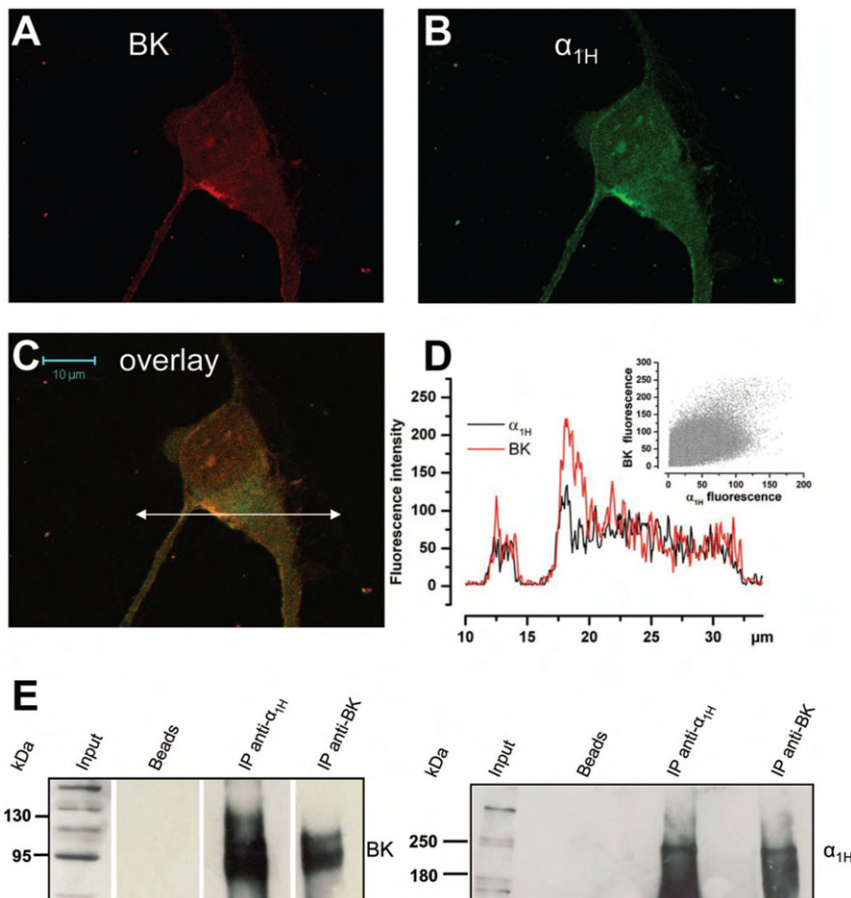 A
BK
B
α1H
C
overlay
10 µm
D
Fluorescence intensity
250
200
150
100
50
0
α1H
BK
10 15 20 25 30 µm
BK fluorescence
300
250
200
150
100
50
0
0 50 100 150 200
α1H fluorescence
E
kDa
Input
Beads
IP anti-α1H
IP anti-BK
130
95
BK
kDa
Input
Beads
IP anti-α1H
IP anti-BK
250
180
α1H